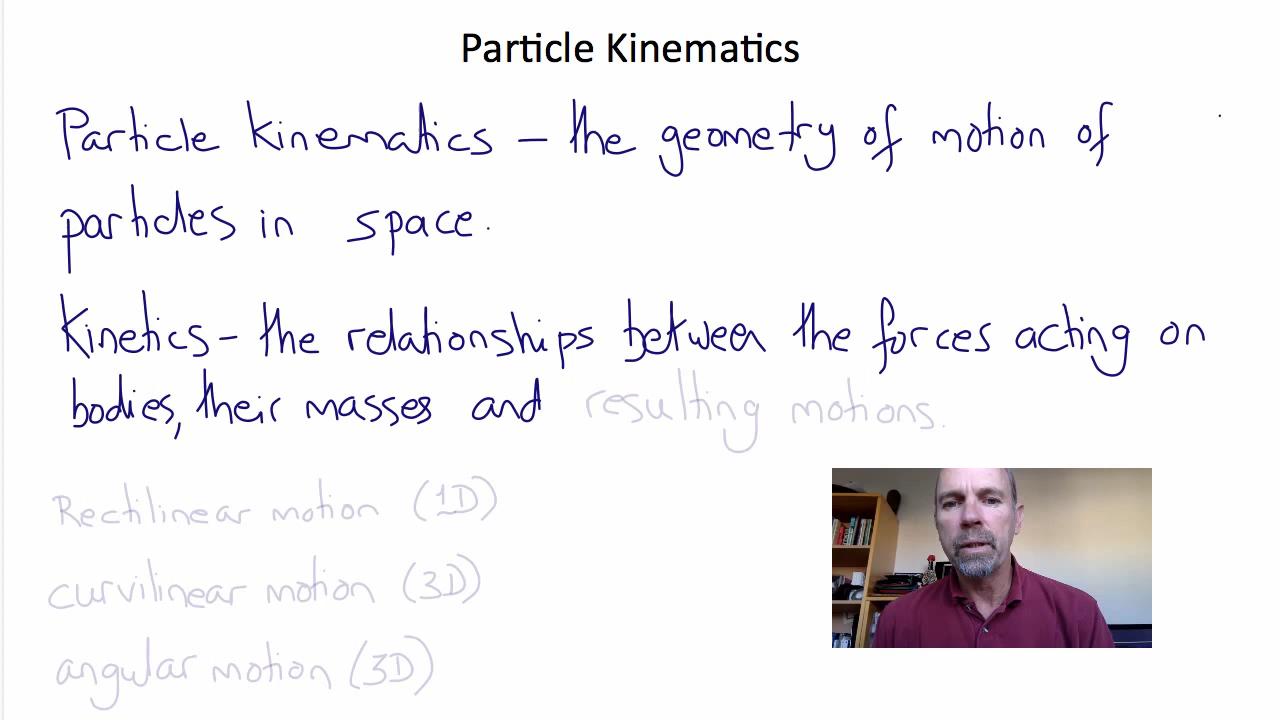 Particle Kinematics
Particle kinematics – the geometry of motion of
particles in space.
Kinetics – the relationships between the forces acting on
bodies, their masses and resulting motions.
Rectilinear motion (1D)
curvilinear motion (3D)
angular motion (3D)